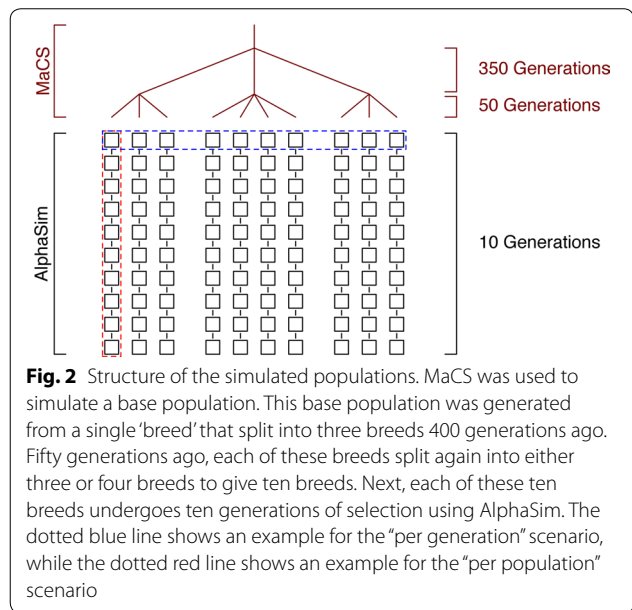 MaCS
350 Generations
50 Generations
AlphaSim
10 Generations
Fig. 2 Structure of the simulated populations. MaCS was used to
simulate a base population. This base population was generated
from a single ‘breed’ that split into three breeds 400 generations ago.
Fifty generations ago, each of these breeds split again into either
three or four breeds to give ten breeds. Next, each of these ten
breeds undergoes ten generations of selection using AlphaSim. The
dotted blue line shows an example for the “per generation” scenario,
while the dotted red line shows an example for the “per population”
scenario